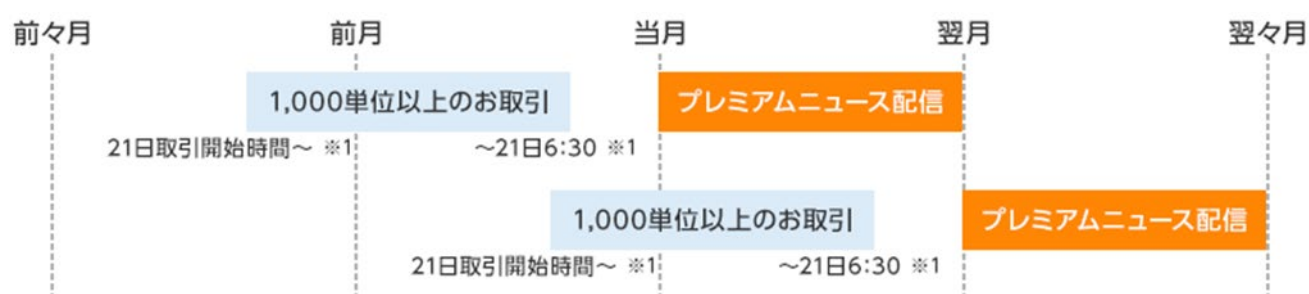 前々月 前月 当月 翌月 翌々月
1,000単位以上のお取引 プレミアムニュース配信
21日取引開始時間～ ※1 ～21日6:30 ※1
1,000単位以上のお取引 プレミアムニュース配信
21日取引開始時間～ ※1 ～21日6:30 ※1